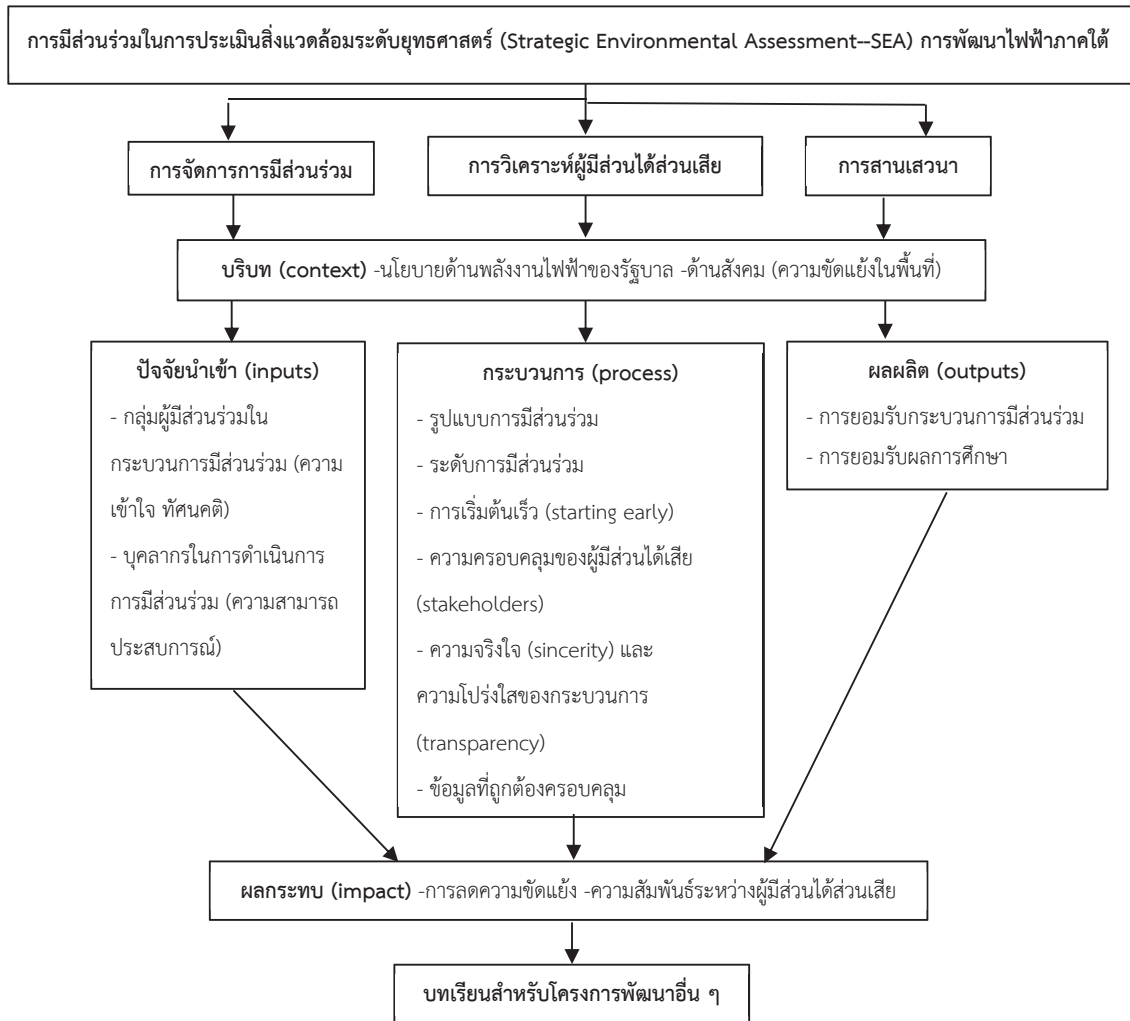 การมีส่วนร่วมในการประเมินสิ่งแวดล้อมระดับยุทธศาสตร์ (Strategic Environmental Assessment--SEA) การพัฒนาไฟฟ้าภาคใต้
การจัดการการมีส่วนร่วม
การวิเคราะห์ผู้มีส่วนได้ส่วนเสีย
การสานเสวนา
บริบท (context) -นโยบายด้านพลังงานไฟฟ้าของรัฐบาล -ด้านสังคม (ความขัดแย้งในพื้นที่)
ปัจจัยนำเข้า (inputs)
- กลุ่มผู้มีส่วนร่วมใน
กระบวนการมีส่วนร่วม (ความ
เข้าใจ ทัศนคติ)
- บุคลากรในการดำเนินการ
การมีส่วนร่วม (ความสามารถ
ประสบการณ์)
กระบวนการ (process)
- รูปแบบการมีส่วนร่วม
- ระดับการมีส่วนร่วม
- การเริ่มต้นเร็ว (starting early)
- ความครอบคลุมของผู้มีส่วนได้เสีย
(stakeholders)
- ความจริงใจ (sincerity) และ
ความโปร่งใสของกระบวนการ
(transparency)
- ข้อมูลที่ถูกต้องครอบคลุม
ผลผลิต (outputs)
- การยอมรับกระบวนการมีส่วนร่วม
- การยอมรับผลการศึกษา
ผลกระทบ (impact) -การลดความขัดแย้ง -ความสัมพันธ์ระหว่างผู้มีส่วนได้ส่วนเสีย
บทเรียนสำหรับโครงการพัฒนาอื่น ๆ